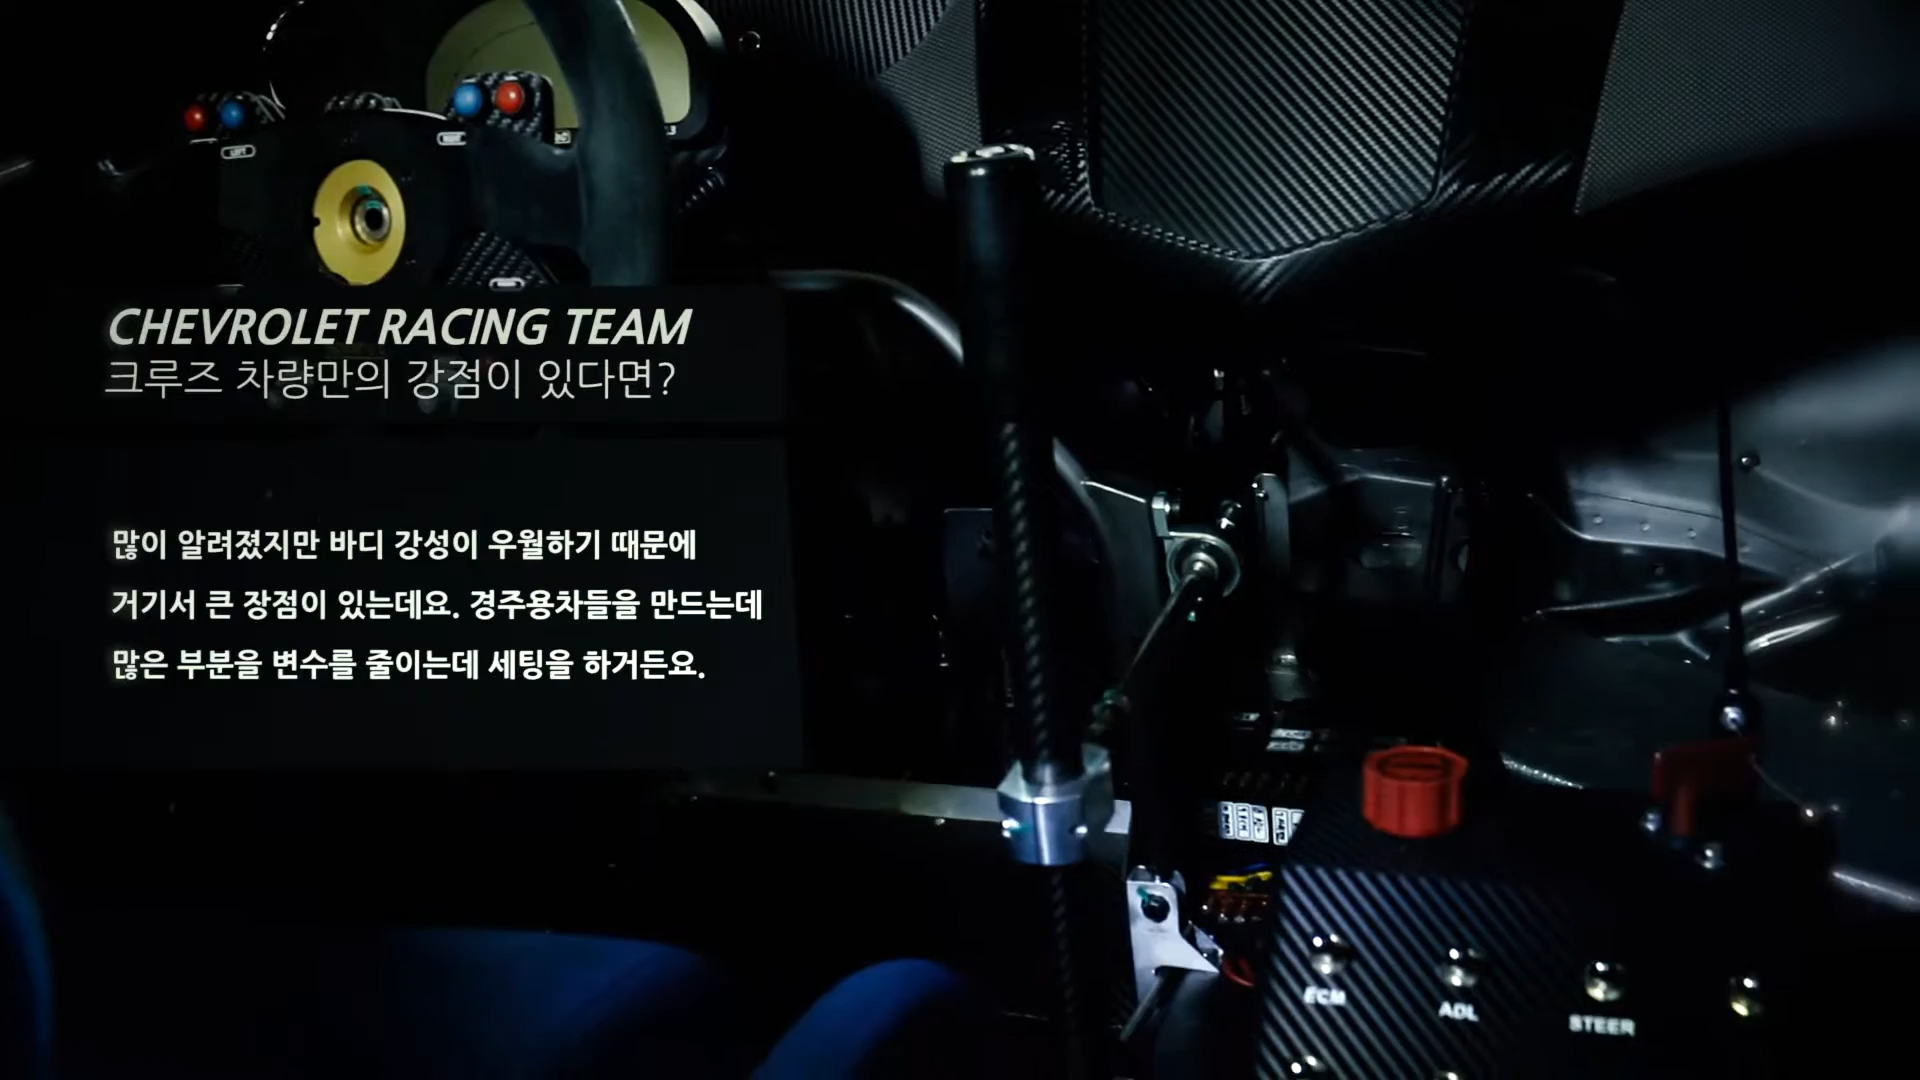 LEFT
CHEVROLET RACING TEAM
크루즈 차량만의 강점이 있다면?
많이 알려졌지만 바디 강성이 우월하기 때문에
거기서 큰 장점이 있는데요. 경주용차들을 만드는데
많은 부분을 변수를 줄이는데 세팅을 하거든요.
ECM
ADL
STEER